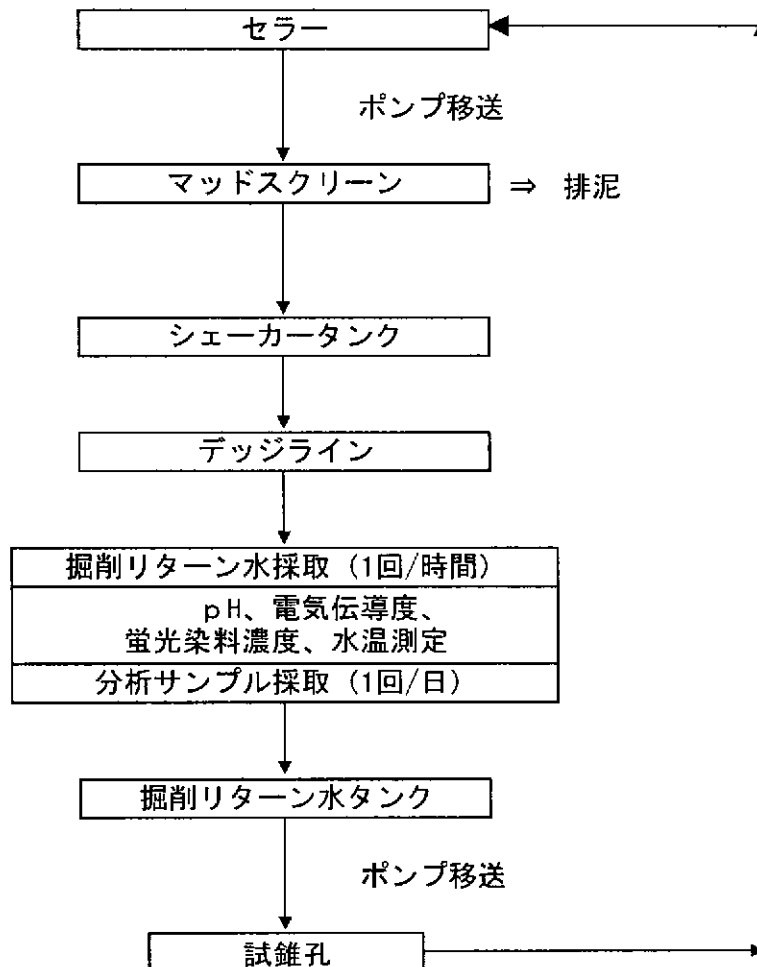 セラー
ポンプ移送
マッドスクリーン ⇒ 排泥
シェーカータンク
デッジライン
掘削リターン水採取（1回/時間）
pH、電気伝導度、
蛍光染料濃度、水温測定
分析サンプル採取（1回/日）
掘削リターン水タンク
ポンプ移送
試錐孔